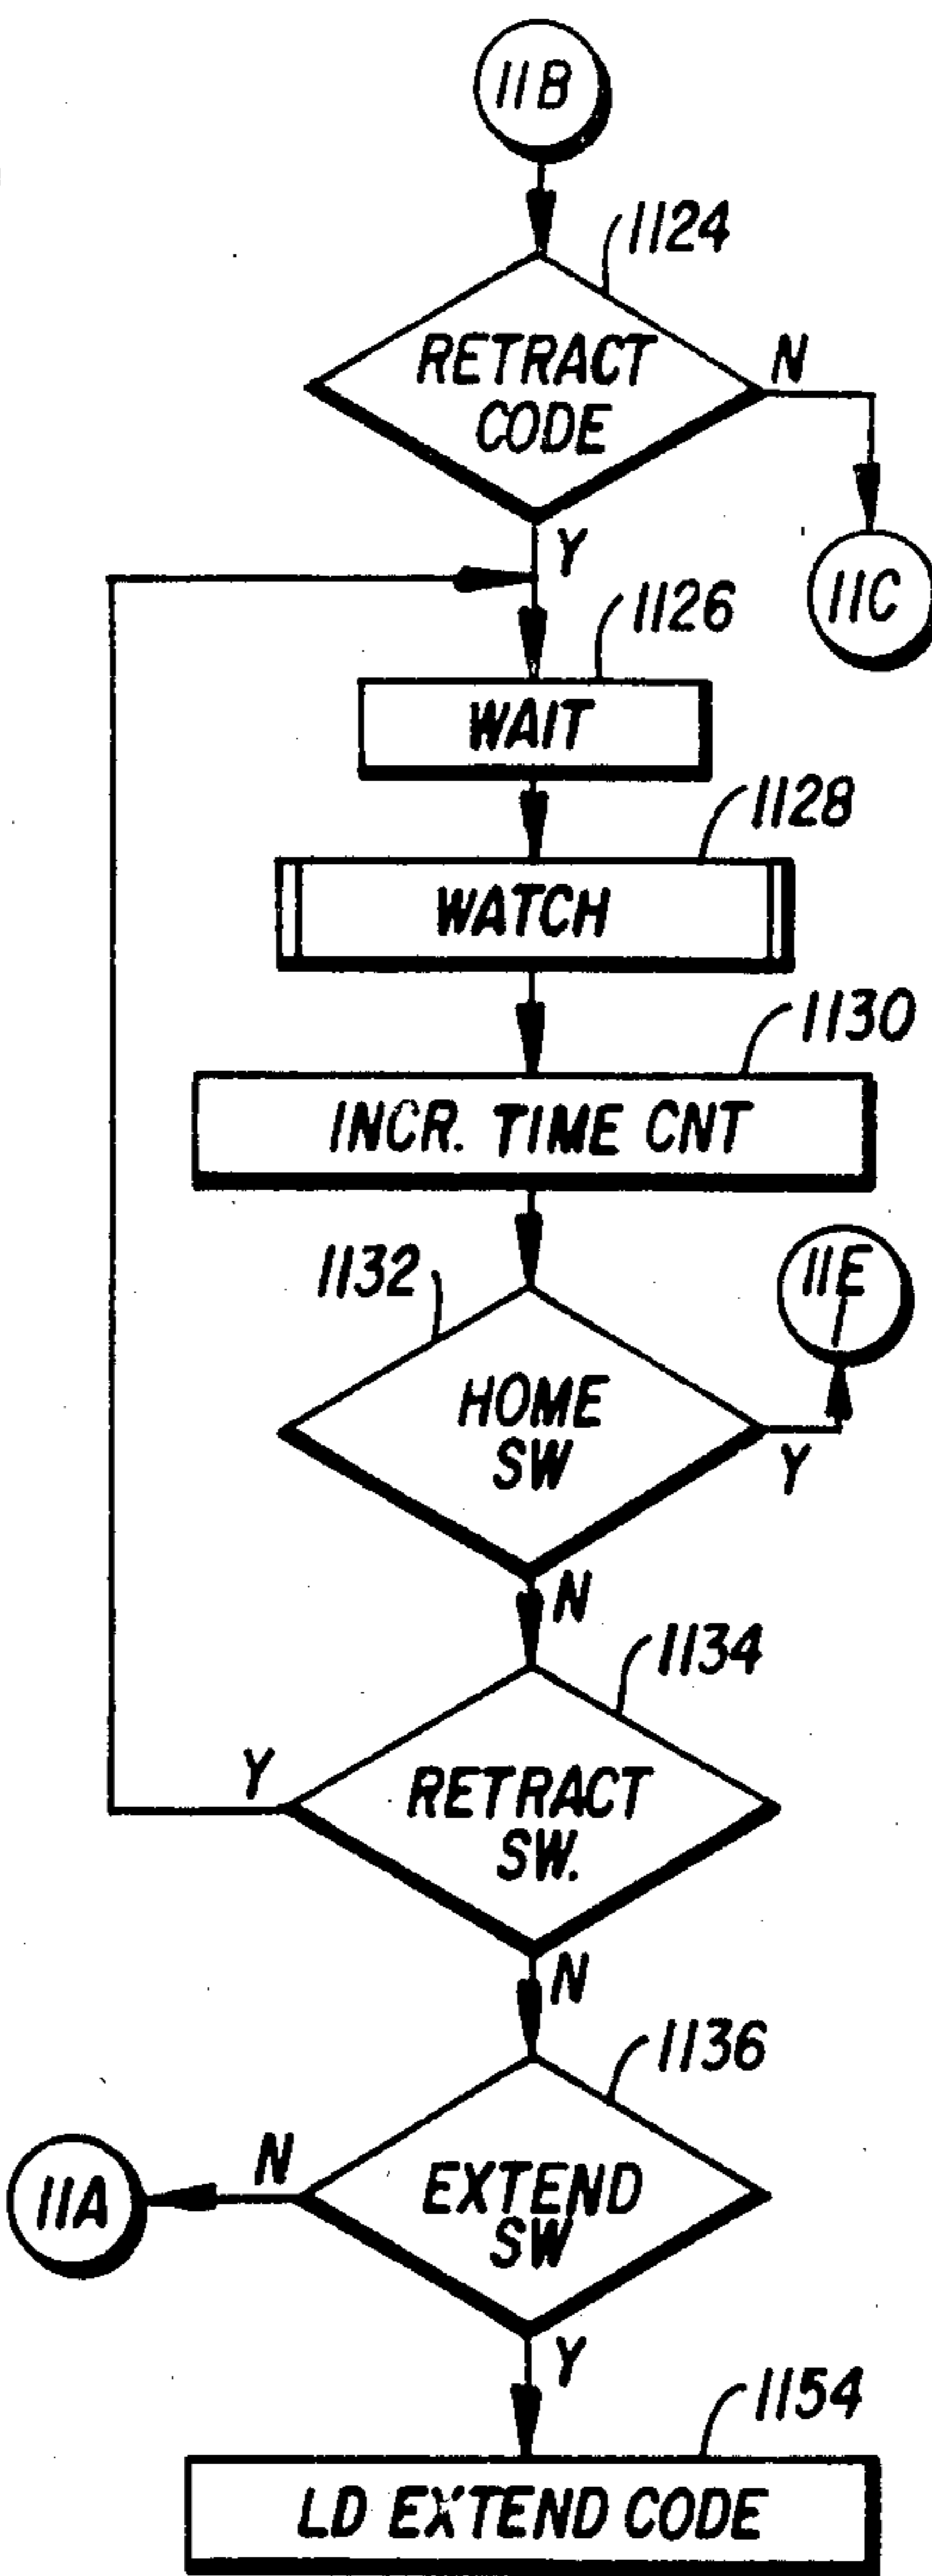 11B
1124
RETRACT
CODE
N
Y
11C
1126
WAIT
1128
WATCH
1130
INCR. TIME CNT
1132
11E
HOME
SW
Y
N
1134
Y
RETRACT
SW.
N
1136
N
11A
EXTEND
SW
Y
1154
LD EXTEND CODE